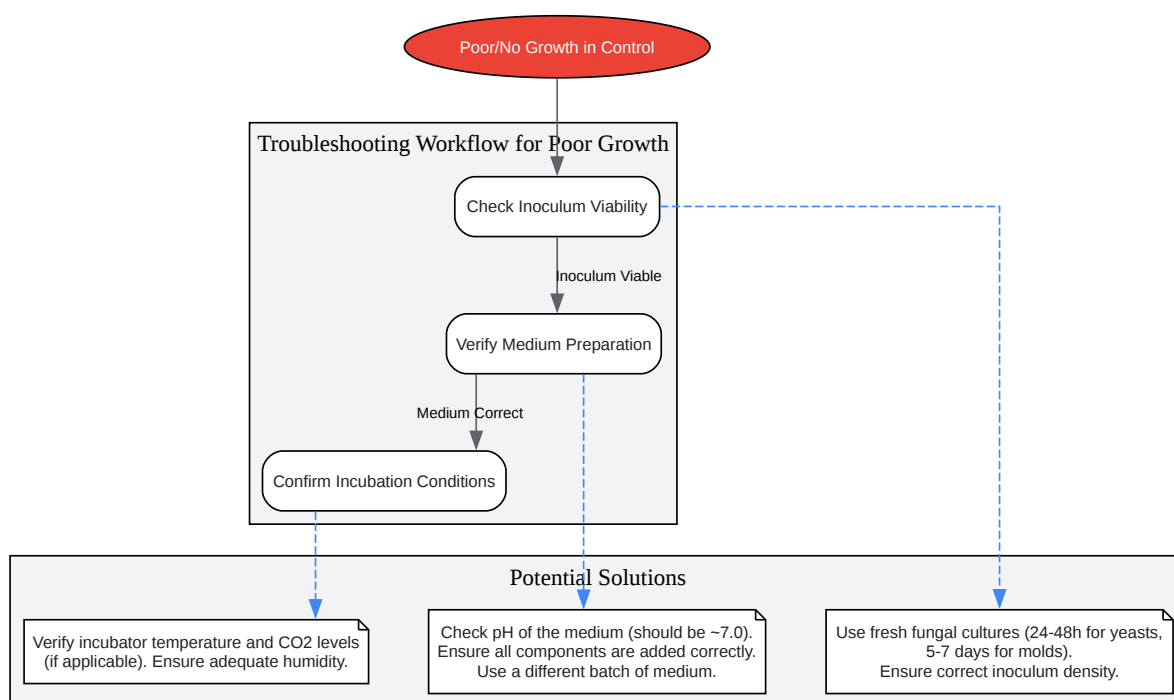 Poor/No Growth in Control
Troubleshooting Workflow for Poor Growth
Check Inoculum Viability
Inoculum Viable
Verify Medium Preparation
Medium Correct
Confirm Incubation Conditions
Potential Solutions
Verify incubator temperature and CO2 levels
(if applicable). Ensure adequate humidity.
Check pH of the medium (should be ~7.0).
Ensure all components are added correctly.
Use a different batch of medium.
Use fresh fungal cultures (24-48h for yeasts,
5-7 days for molds).
Ensure correct inoculum density.